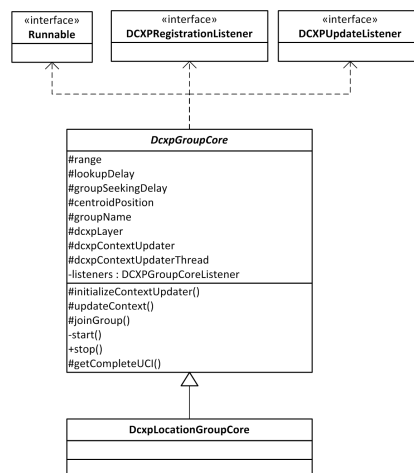 «interface»
Runnable
«interface»
DCXPRegistrationListener
«interface»
DCXPUpdateListener
DcxpGroupCore
#range
#lookupDelay
#groupSeekingDelay
#centroidPosition
#groupName
#dcxpLayer
#dcxpContextUpdater
#dcxpContextUpdaterThread
-listeners : DCXPGroupCoreListener
#initializeContextUpdater()
#updateContext()
#joinGroup()
-start()
+stop()
#getCompleteUCI()
DcxpLocationGroupCore